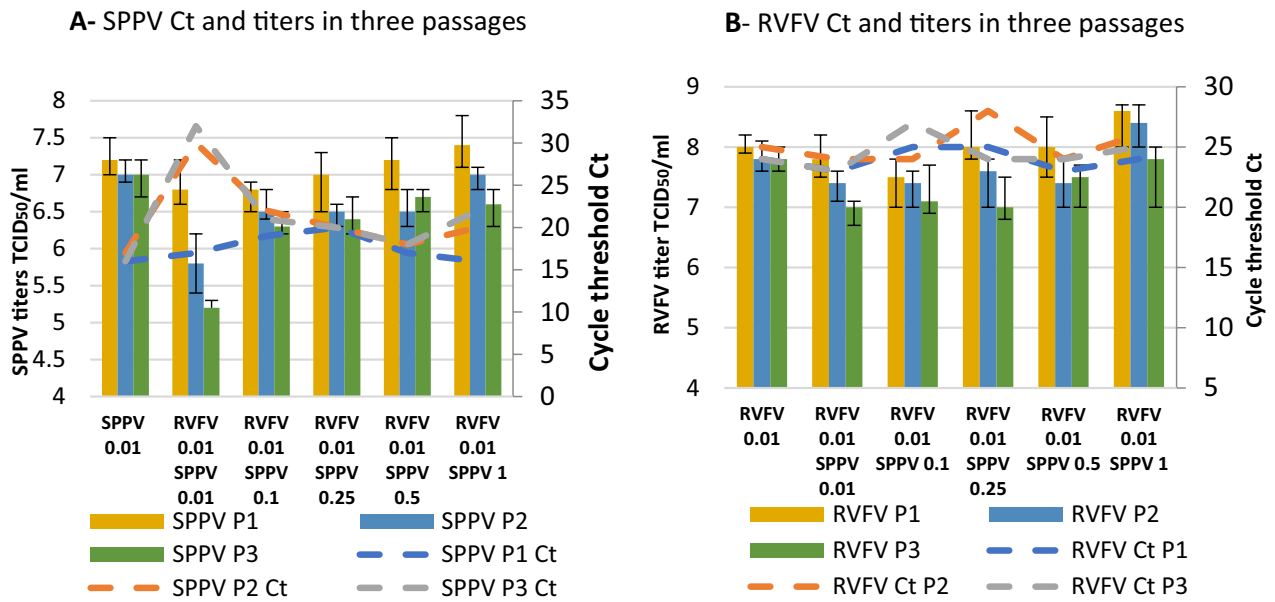 A- SPPV Ct and titers in three passages
SPPV titers TCID50/ml
8
7.5
7
6.5
6
5.5
5
4.5
4
35
30
25
20
15
10
5
0
Cycle threshold Ct
SPPV 0.01
RVFV 0.01 SPPV 0.01
RVFV 0.01 SPPV 0.1
RVFV 0.01 SPPV 0.25
RVFV 0.01 SPPV 0.5
RVFV 0.01 SPPV 1
SPPV P1
SPPV P2
SPPV P3
SPPV P1 Ct
SPPV P2 Ct
SPPV P3 Ct
B- RVFV Ct and titers in three passages
RVFV titer TCID50/ml
9
8
7
6
5
4
30
25
20
15
10
5
Cycle threshold Ct
RVFV 0.01
RVFV 0.01 SPPV 0.01
RVFV 0.01 SPPV 0.1
RVFV 0.01 SPPV 0.25
RVFV 0.01 SPPV 0.5
RVFV 0.01 SPPV 1
RVFV P1
RVFV P2
RVFV P3
RVFV Ct P1
RVFV Ct P2
RVFV Ct P3